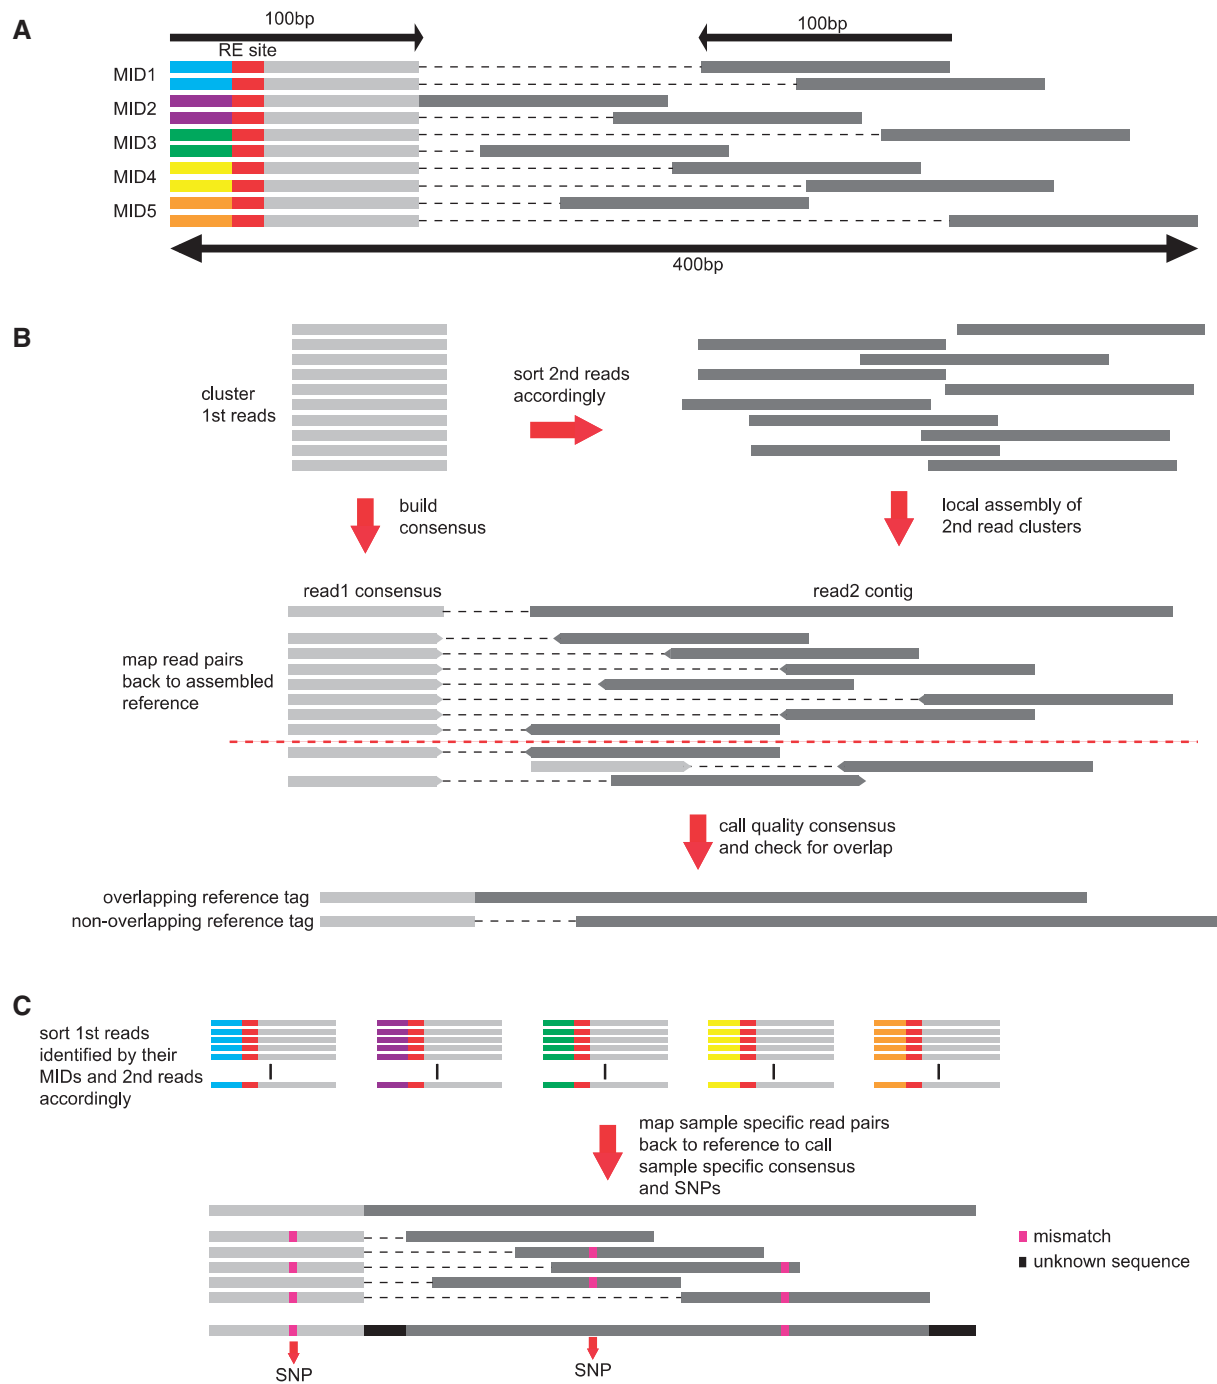 A
100bp
100bp
RE site
MID1
MID2
MID3
MID4
MID5
400bp
B
cluster
1st reads
sort 2nd reads
accordingly
build
consensus
local assembly of
2nd read clusters
read1 consensus
read2 contig
map read pairs
back to assembled
reference
call quality consensus
and check for overlap
overlapping reference tag
non-overlapping reference tag
C
sort 1st reads
identified by their
MIDs and 2nd reads
accordingly
map sample specific read pairs
back to reference to call
sample specific consensus
and SNPs
mismatch
unknown sequence
SNP
SNP